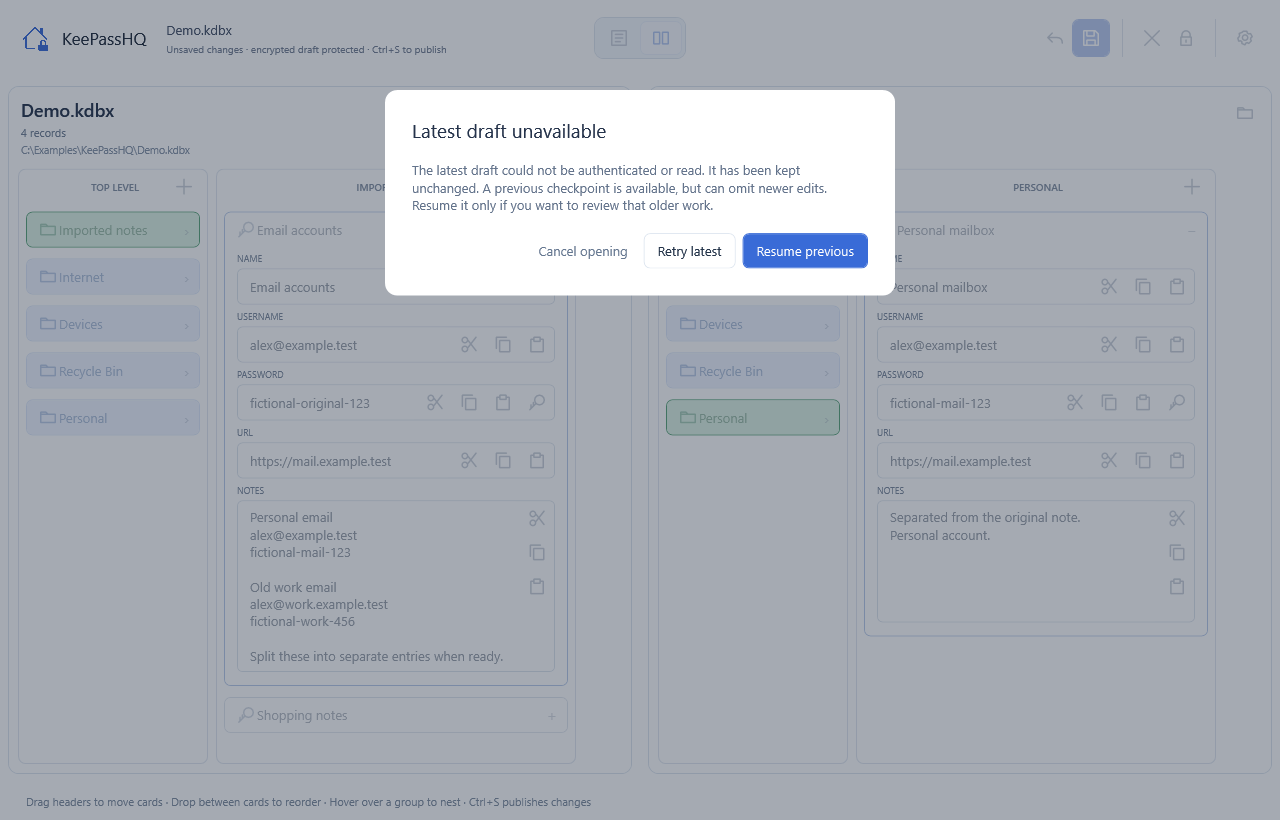 KeePassHQ
Demo.kdbx
Unsaved changes · encrypted draft protected · Ctrl+S to publish
Demo.kdbx
4 records
C:\Examples\KeePassHQ\Demo.kdbx
Latest draft unavailable
The latest draft could not be authenticated or read. It has been kept
unchanged. A previous checkpoint is available, but can omit newer edits.
Resume it only if you want to review that older work.
Cancel opening
Retry latest
Resume previous
TOP LEVEL
Imported notes
Internet
Devices
Recycle Bin
Personal
Email accounts
NAME
Email accounts
USERNAME
alex@example.test
PASSWORD
fictional-original-123
URL
https://mail.example.test
NOTES
Personal email
alex@example.test
fictional-mail-123
Old work email
alex@work.example.test
fictional-work-456
Split these into separate entries when ready.
Shopping notes
Devices
Recycle Bin
Personal
PERSONAL
Personal mailbox
Personal mailbox
USERNAME
alex@example.test
PASSWORD
fictional-mail-123
URL
https://mail.example.test
NOTES
Separated from the original note.
Personal account.
Drag headers to move cards · Drop between cards to reorder · Hover over a group to nest · Ctrl+S publishes changes